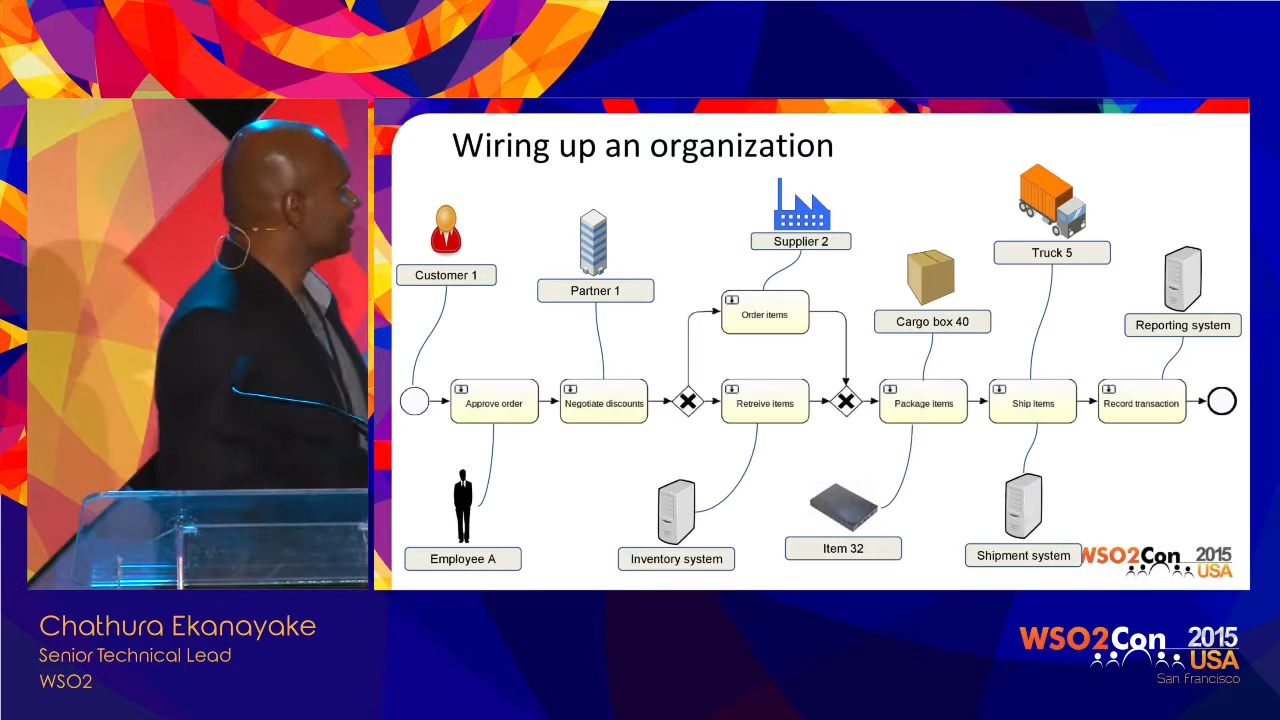 Wiring up an organization
Supplier 2
Truck 5
Customer 1
Partner 1
Order items
Cargo box 40
Reporting system
Approve order
Negotiate discounts
Retreive items
Package items
Ship items
Record transaction
Employee A
Inventory system
Item 32
Shipment system
WSO2Con 2015
USA
Chathura Ekanayake
Senior Technical Lead
WSO2
WSO2Con 2015
USA
San Francisco